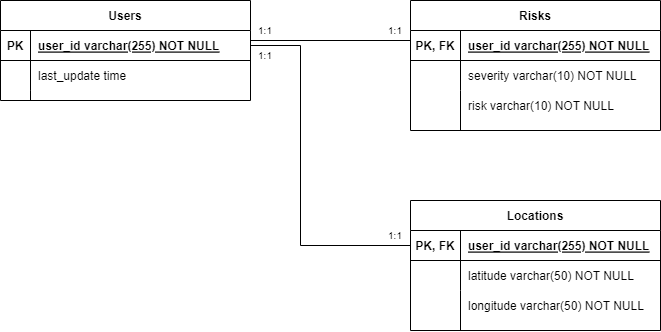 Users
PK user_id varchar(255) NOT NULL
last_update time
1:1
1:1
1:1
1:1
Risks
PK, FK user_id varchar(255) NOT NULL
severity varchar(10) NOT NULL
risk varchar(10) NOT NULL
Locations
PK, FK user_id varchar(255) NOT NULL
latitude varchar(50) NOT NULL
longitude varchar(50) NOT NULL